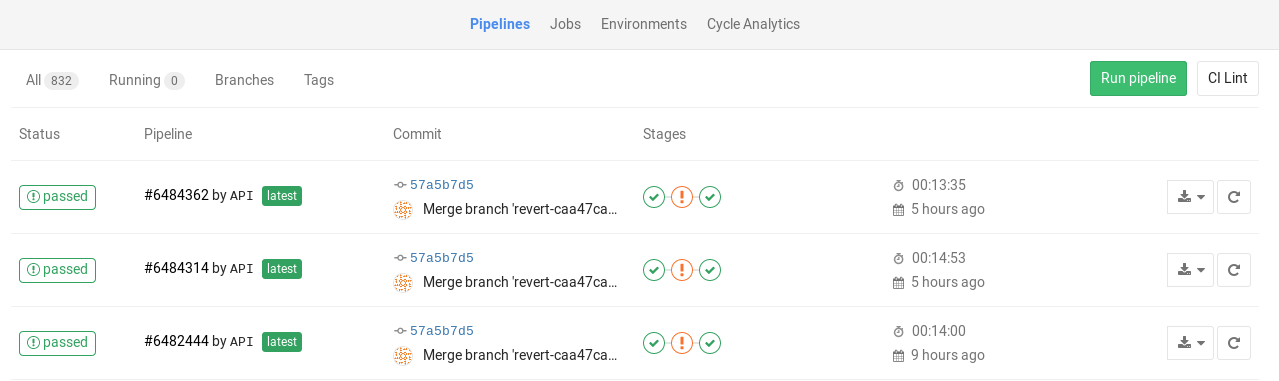 Pipelines Jobs Environments Cycle Analytics
All 832 Running 0 Branches Tags Run pipeline CI Lint
Status Pipeline Commit Stages
passed #6484362 by API latest 57a5b7d5 00:13:35
Merge branch 'revert-caa47ca... 5 hours ago
passed #6484314 by API latest 57a5b7d5 00:14:53
Merge branch 'revert-caa47ca... 5 hours ago
passed #6482444 by API latest 57a5b7d5 00:14:00
Merge branch 'revert-caa47ca... 9 hours ago